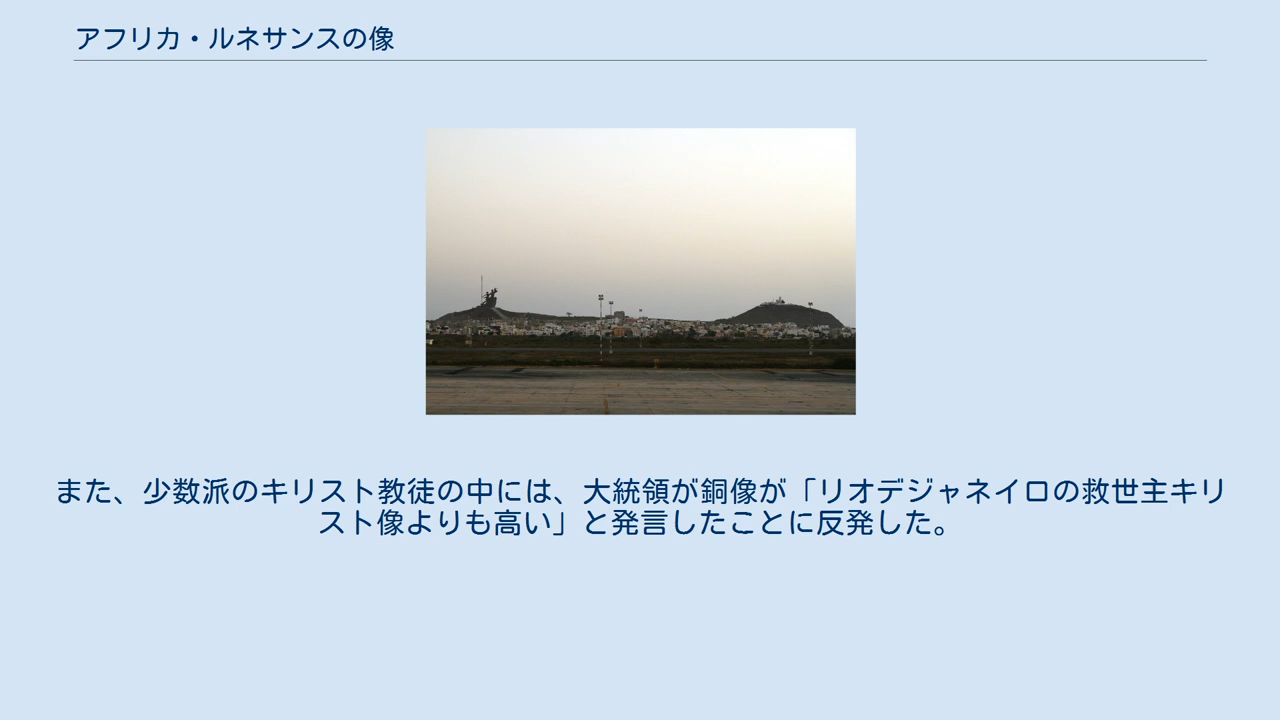 アフリカ・ルネサンスの像
また、少数派のキリスト教徒の中には、大統領が銅像が「リオデジャネイロの救世主キリ
スト像よりも高い」と発言したことに反発した。